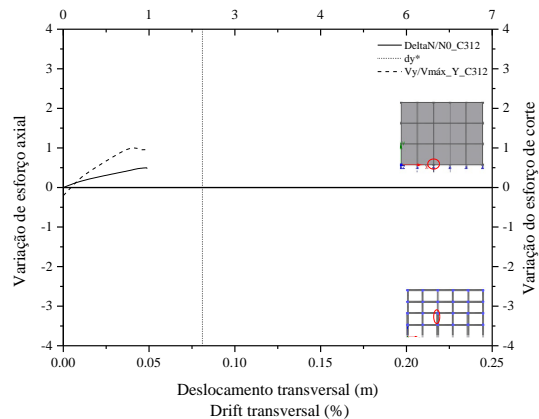 0 1 2 3 4 5 6 7
DeltaN/N0_C312
dy*
Vy/Vmáx_Y_C312
Variação de esforço axial
4 4
3 3
2 2
1 1
0 0
-1 -1
-2 -2
-3 -3
-4 -4
Variação do esforço de corte
0.00 0.05 0.10 0.15 0.20 0.25
Deslocamento transversal (m)
Drift transversal (%)